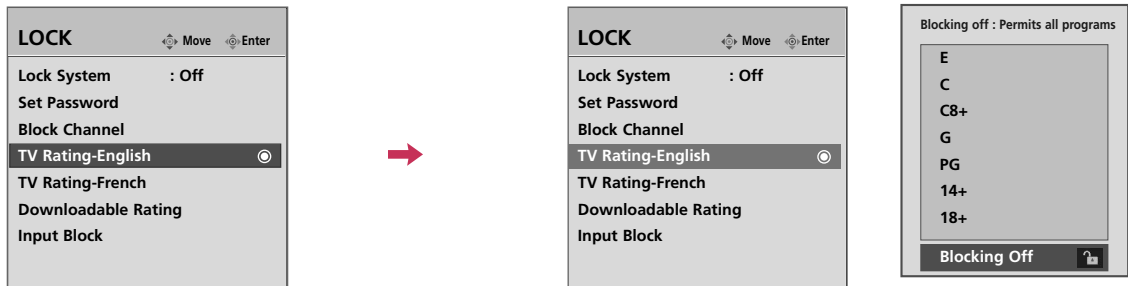 LOCK Move Enter
Lock System : Off
Set Password
Block Channel
TV Rating-English
TV Rating-French
Downloadable Rating
Input Block
LOCK Move Enter
Lock System : Off
Set Password
Block Channel
TV Rating-English
TV Rating-French
Downloadable Rating
Input Block
Blocking off : Permits all programs
E
C
C8+
G
PG
14+
18+
Blocking Off